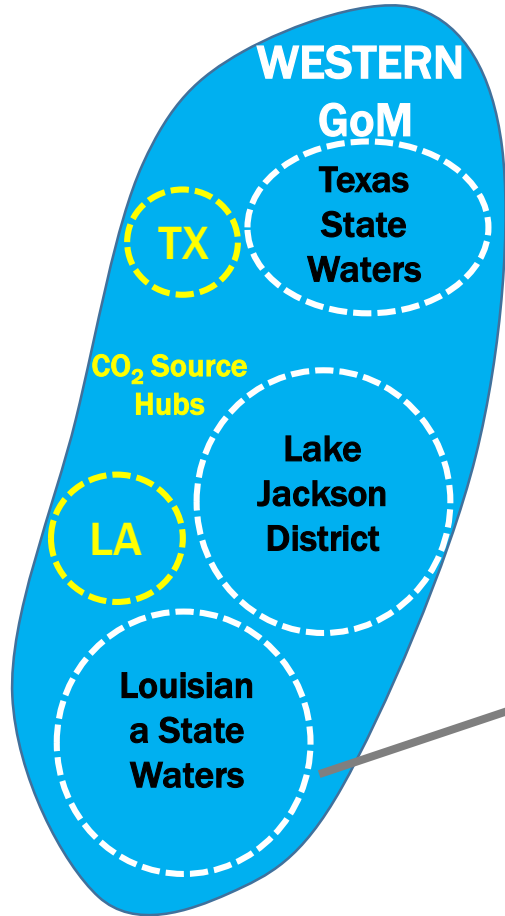 WESTERN
GoM
Texas
State
Waters
TX
CO₂ Source
Hubs
Lake
Jackson
District
LA
Louisian
a State
Waters